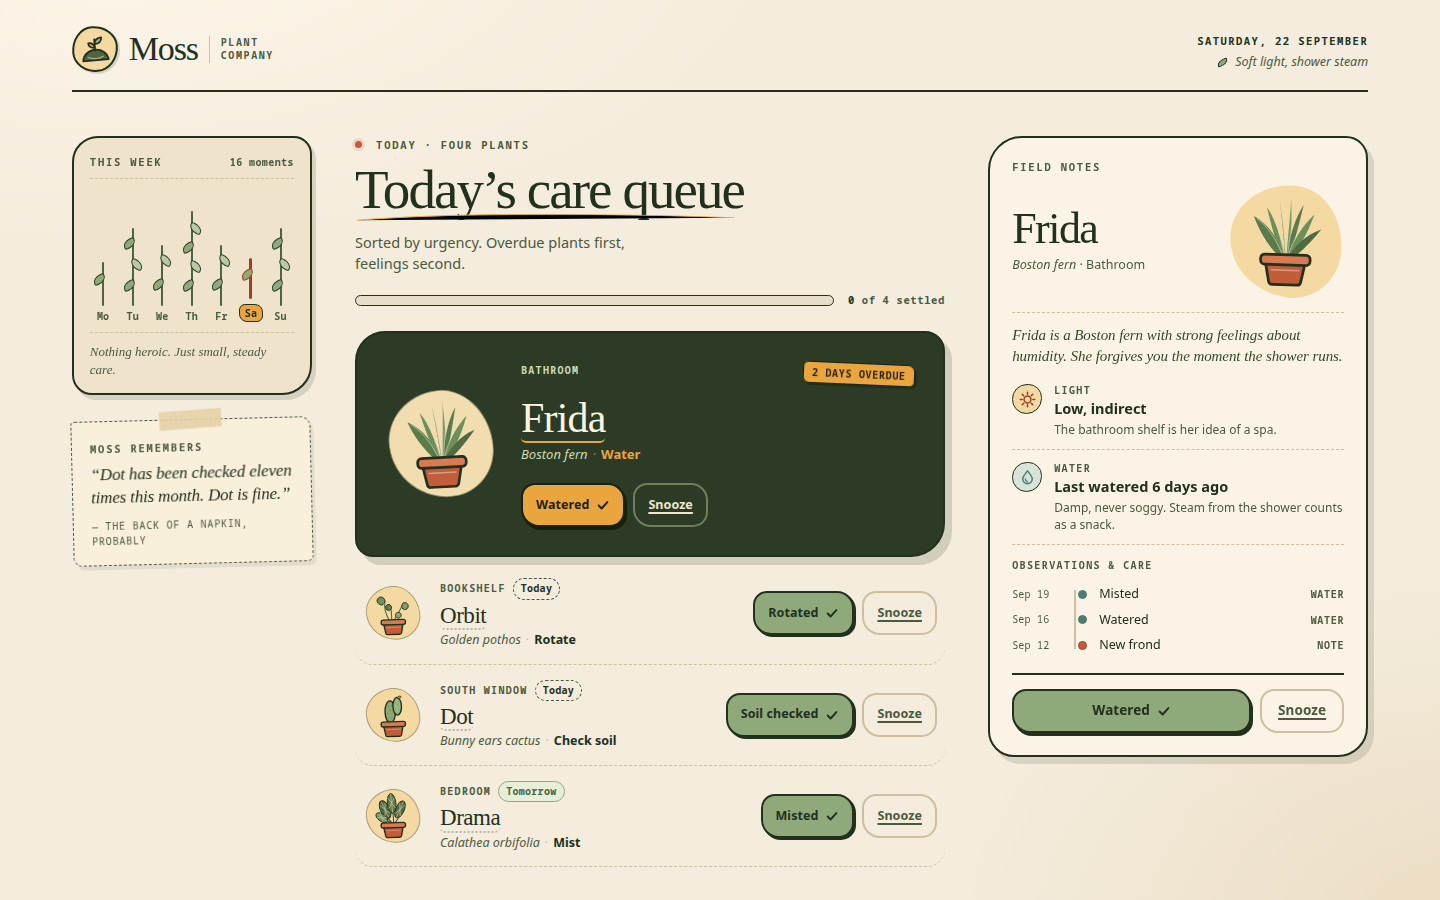 Moss
PLANT
COMPANY
SATURDAY, 22 SEPTEMBER
Soft light, shower steam
THIS WEEK
16 moments
Mo Tu We Th Fr Sa Su
Nothing heroic. Just small, steady
care.
MOSS REMEMBERS
“Dot has been checked eleven
times this month. Dot is fine.”
— THE BACK OF A NAPKIN,
PROBABLY
TODAY · FOUR PLANTS
Today’s care queue
Sorted by urgency. Overdue plants first,
feelings second.
0 of 4 settled
BATHROOM
2 DAYS OVERDUE
Frida
Boston fern · Water
Watered
Snooze
BOOKSHELF Today
Orbit
Golden pothos · Rotate
Rotated
Snooze
SOUTH WINDOW Today
Dot
Bunny ears cactus · Check soil
Soil checked
Snooze
BEDROOM Tomorrow
Drama
Calathea orbifolia · Mist
Misted
Snooze
FIELD NOTES
Frida
Boston fern · Bathroom
Frida is a Boston fern with strong feelings about
humidity. She forgives you the moment the shower runs.
LIGHT
Low, indirect
The bathroom shelf is her idea of a spa.
WATER
Last watered 6 days ago
Damp, never soggy. Steam from the shower counts
as a snack.
OBSERVATIONS & CARE
Sep 19 Misted WATER
Sep 16 Watered WATER
Sep 12 New frond NOTE
Watered
Snooze